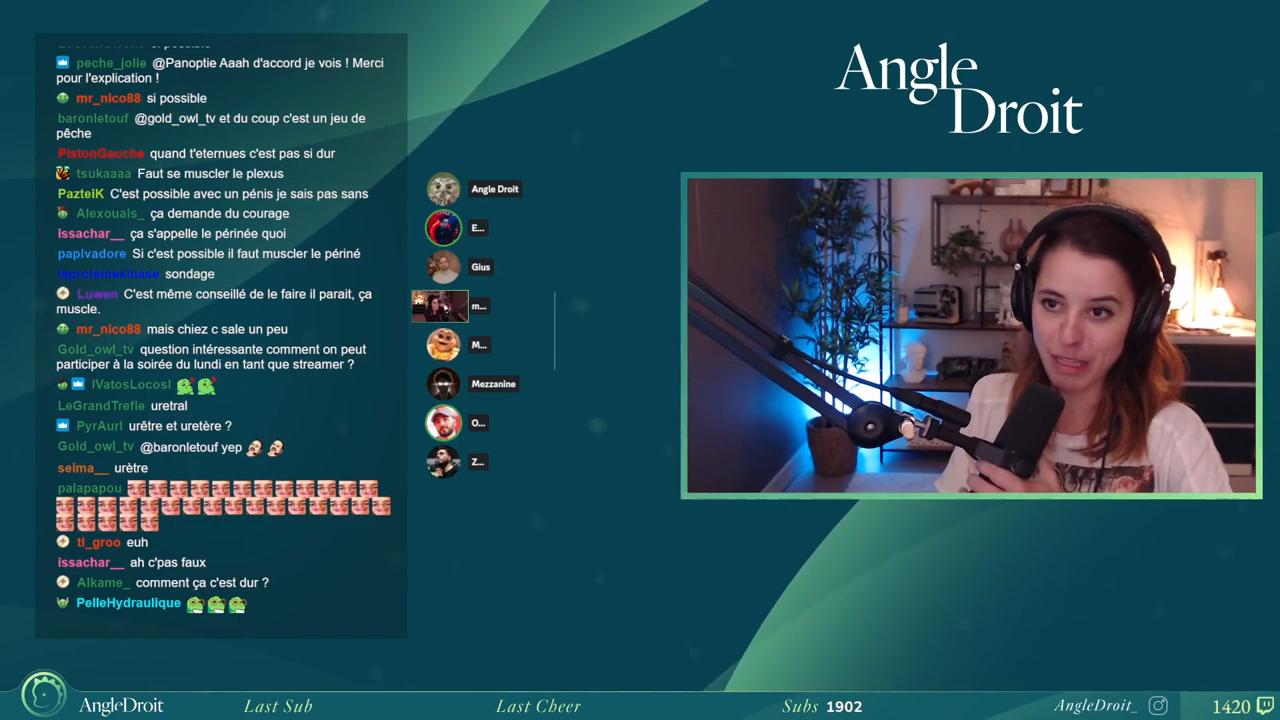 peche_jolie @Panoptie Aaah d'accord je vois ! Merci
pour l'explication !
mr_nico88 si possible
baronletouf @gold_owl_tv et du coup c'est un jeu de
pêche
PistonGauche quand t'eternues c'est pas si dur
tsukaaaa Faut se muscler le plexus
PazteiK C'est possible avec un pénis je sais pas sans
Alexouais_ ça demande du courage
issachar__ ça s'appelle le périnée quoi
papivadore Si c'est possible il faut muscler le périné
laproteinekinase sondage
Luwen C'est même conseillé de le faire il parait, ça
muscle.
mr_nico88 mais chiez c sale un peu
Gold_owl_tv question intéressante comment on peut
participer à la soirée du lundi en tant que streamer ?
IVatosLocosI
LeGrandTrefle uretral
PyrAurI urêtre et uretère ?
Gold_owl_tv @baronletouf yep
seima__ urètre
palapapou
ti_groo euh
issachar__ ah c'pas faux
Alkame_ comment ça c'est dur ?
PelleHydraulique
Angle Droit
E...
Gius
m...
M...
Mezzanine
O...
Z...
Angle
Droit
AngleDroit
Last Sub
Last Cheer
Subs 1902
AngleDroit_
1420